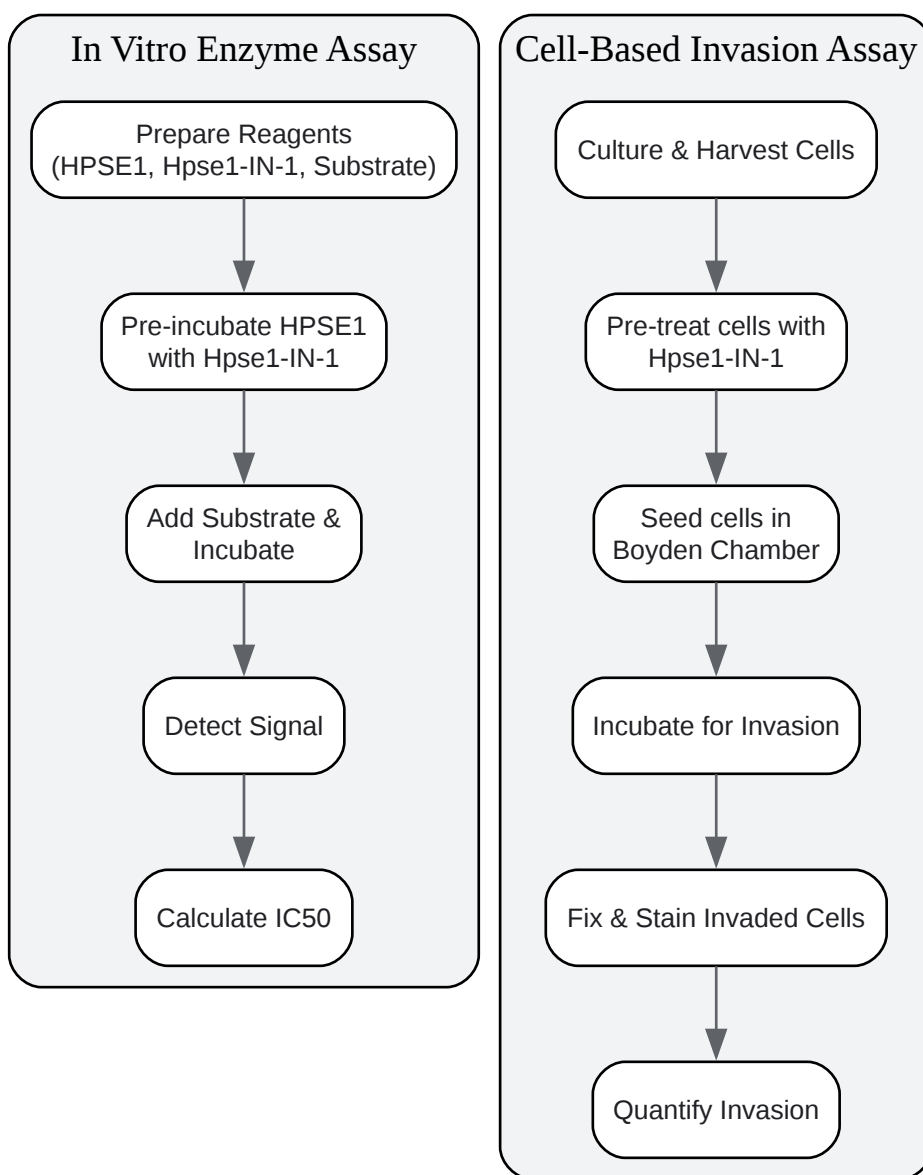 In Vitro Enzyme Assay
Prepare Reagents
(HPSE1, Hpse1-IN-1, Substrate)
Pre-incubate HPSE1
with Hpse1-IN-1
Add Substrate &
Incubate
Detect Signal
Calculate IC50
Cell-Based Invasion Assay
Culture & Harvest Cells
Pre-treat cells with
Hpse1-IN-1
Seed cells in
Boyden Chamber
Incubate for Invasion
Fix & Stain Invaded Cells
Quantify Invasion